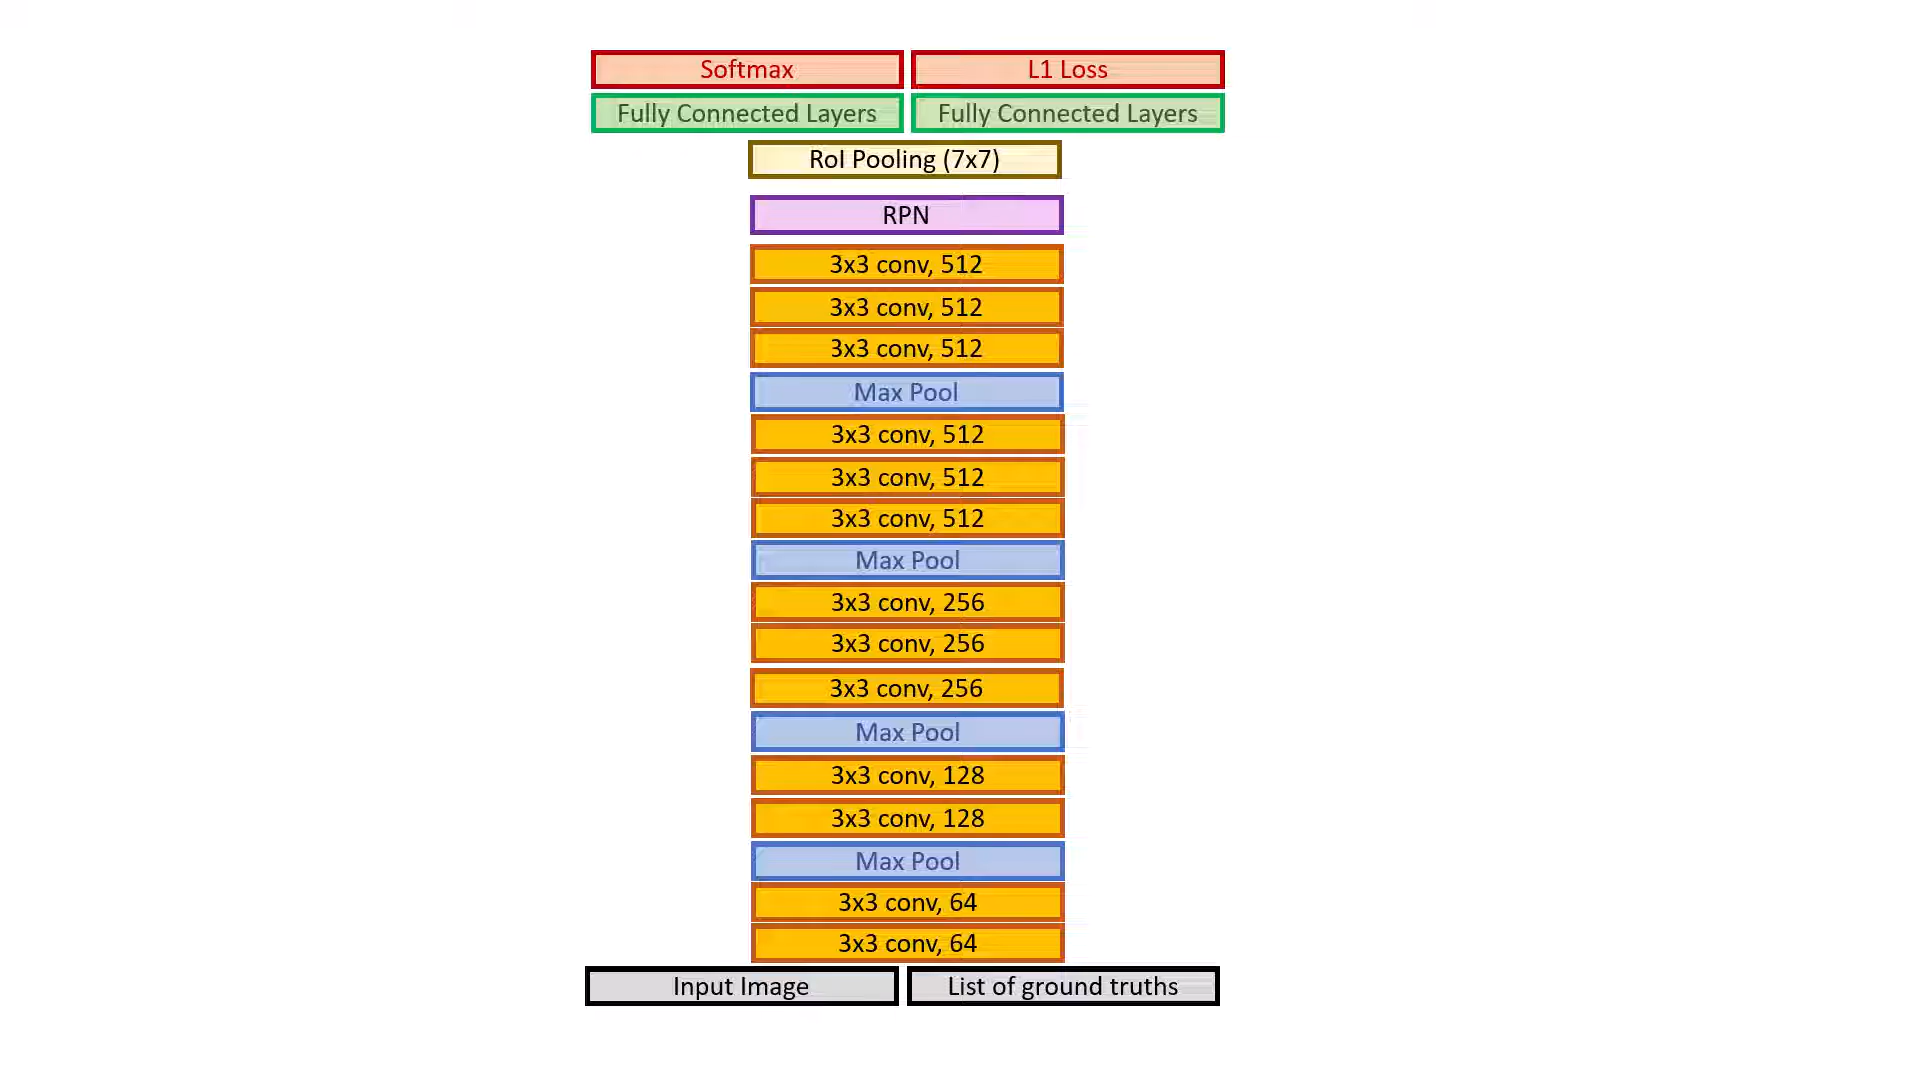 Softmax
L1 Loss
Fully Connected Layers
Fully Connected Layers
RoI Pooling (7x7)
RPN
3x3 conv, 512
3x3 conv, 512
3x3 conv, 512
Max Pool
3x3 conv, 512
3x3 conv, 512
3x3 conv, 512
Max Pool
3x3 conv, 256
3x3 conv, 256
3x3 conv, 256
Max Pool
3x3 conv, 128
3x3 conv, 128
Max Pool
3x3 conv, 64
3x3 conv, 64
Input Image
List of ground truths